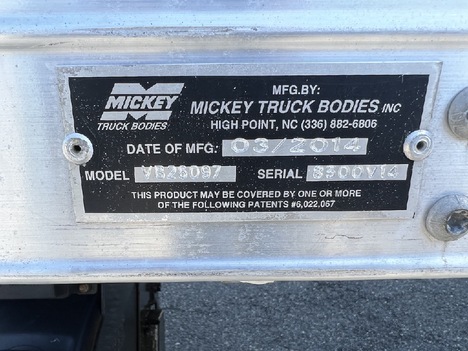 MICKEY
TRUCK BODIES
MFG.BY:
MICKEY TRUCK BODIES INC
HIGH POINT, NC (336) 882-6806
DATE OF MFG: 03/2014
MODEL VB26097
SERIAL S900V14
THIS PRODUCT MAY BE COVERED BY ONE OR MORE
OF THE FOLLOWING PATENTS #6,022,067